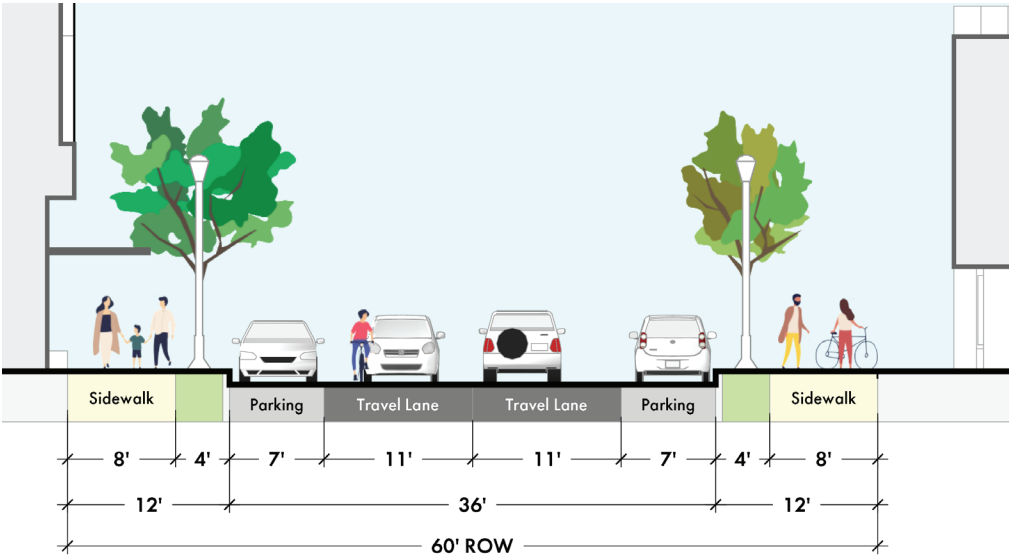 Sidewalk
Parking
Travel Lane
Travel Lane
Parking
Sidewalk
8' 4' 7' 11' 11' 7' 4' 8'
12' 36' 12'
60' ROW